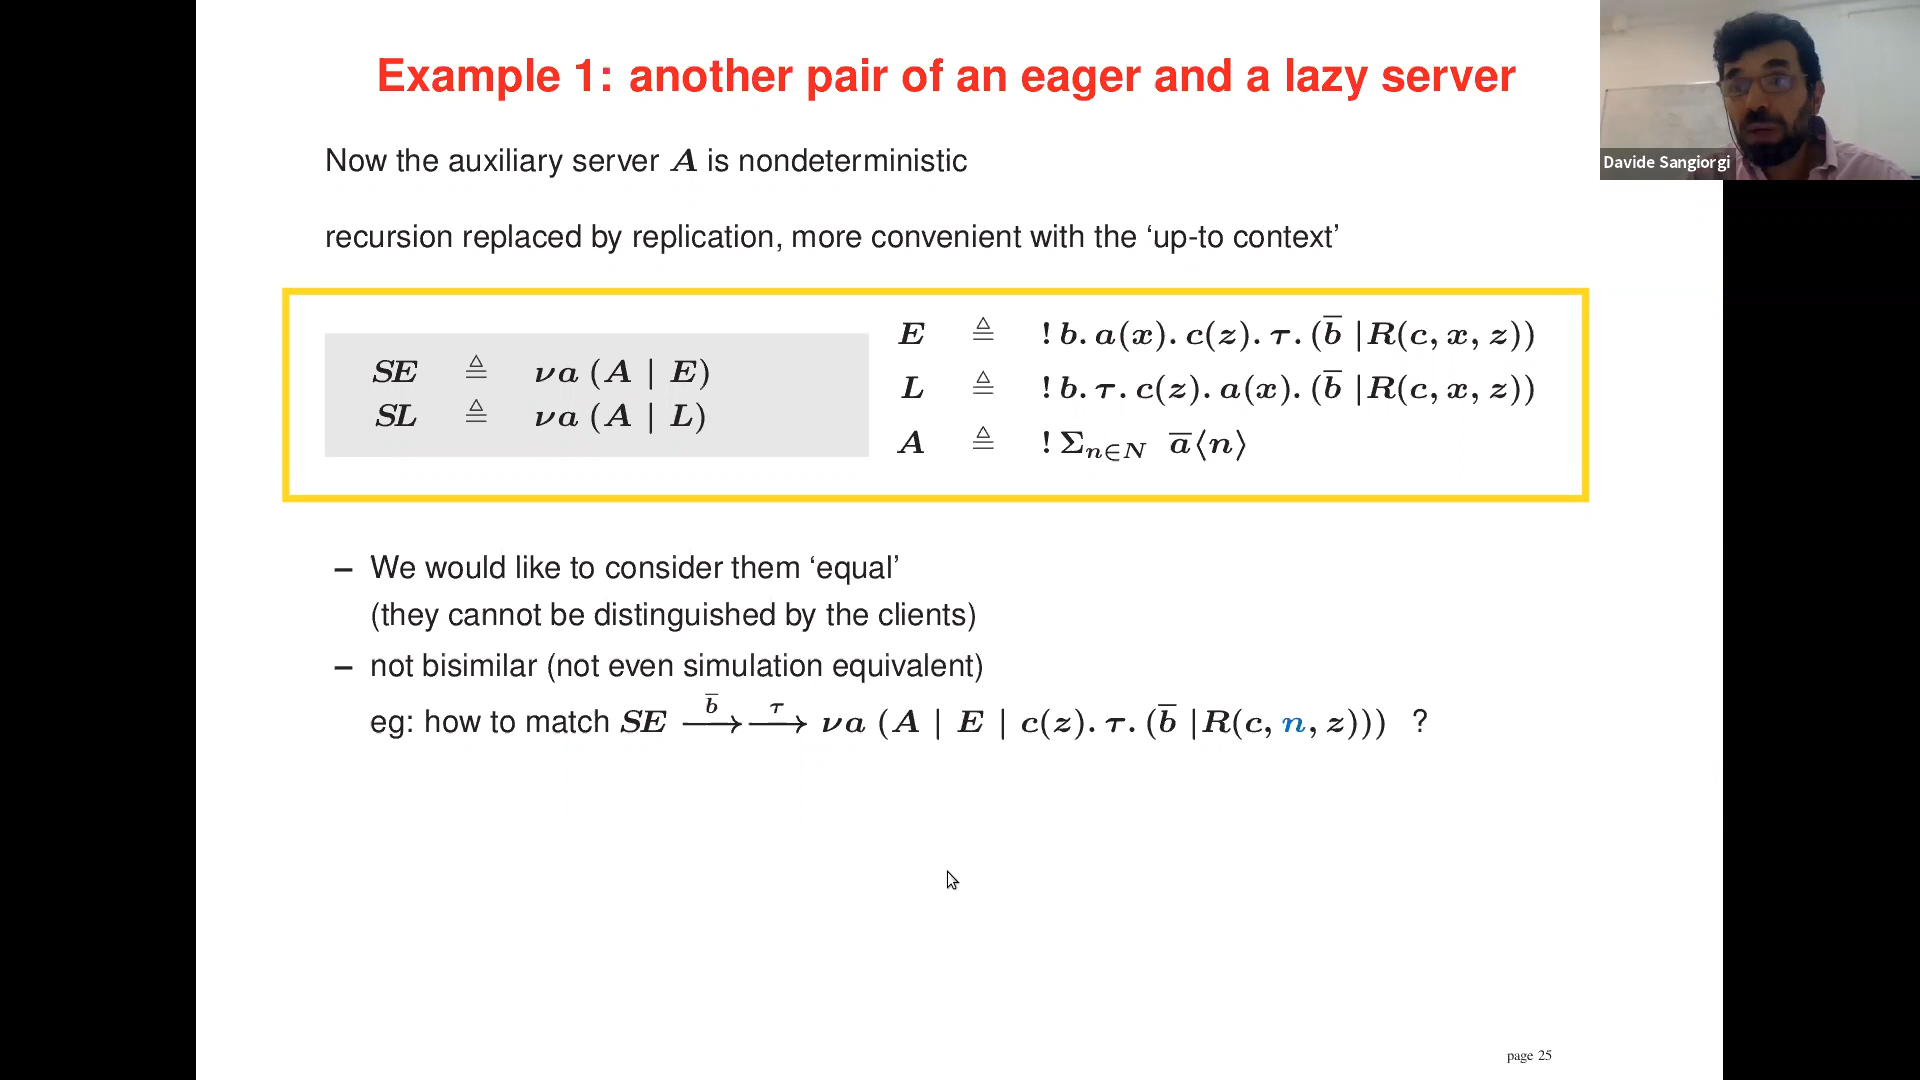 Example 1: another pair of an eager and a lazy server
Davide Sangiorgi
Now the auxiliary server A is nondeterministic
recursion replaced by replication, more convenient with the ‘up-to context’
SE ≜ νa (A | E)
SL ≜ νa (A | L)
E ≜ ! b. a(x). c(z). τ. (b̅ | R(c, x, z))
L ≜ ! b. τ. c(z). a(x). (b̅ | R(c, x, z))
A ≜ ! Σₙ∈N a̅⟨n⟩
– We would like to consider them ‘equal’
(they cannot be distinguished by the clients)
– not bisimilar (not even simulation equivalent)
eg: how to match SE —b̅→ —τ→ νa (A | E | c(z). τ. (b̅ | R(c, n, z))) ?
page 25